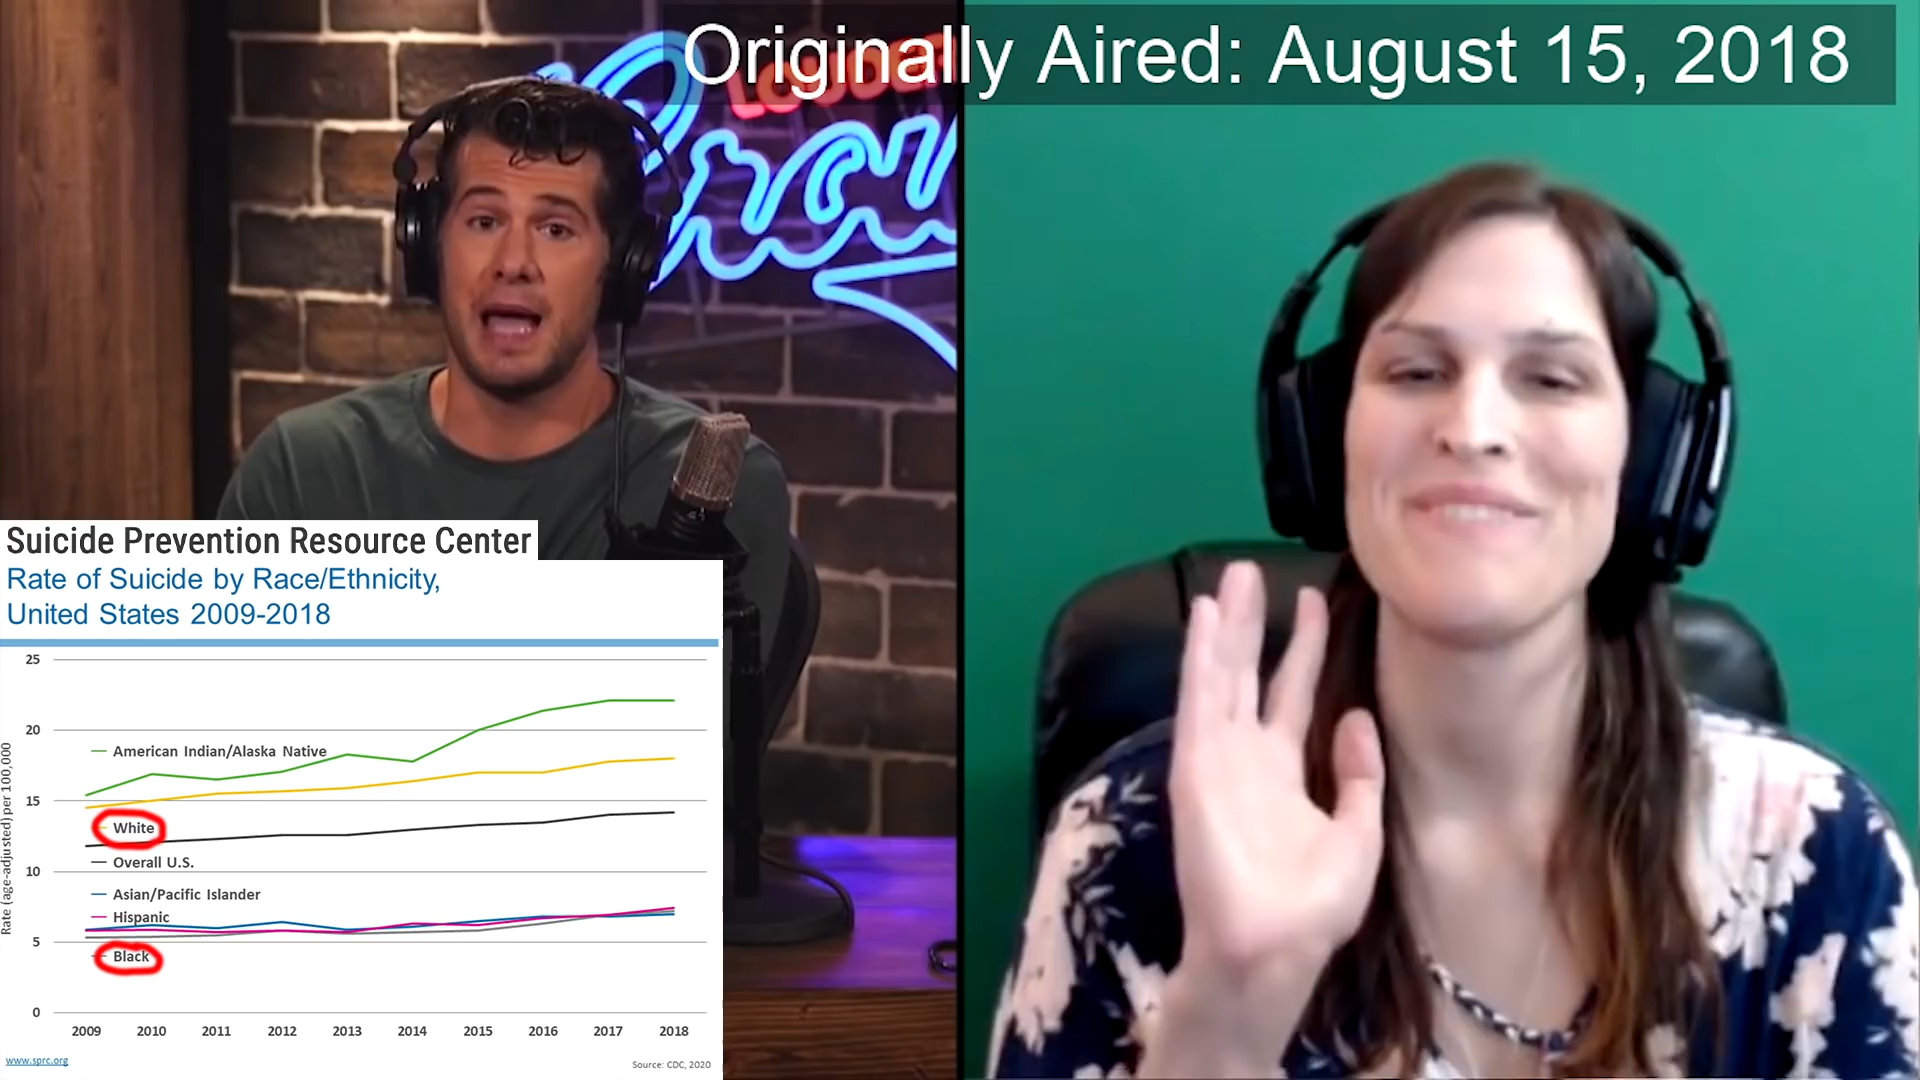 Originally Aired: August 15, 2018
Suicide Prevention Resource Center
Rate of Suicide by Race/Ethnicity,
United States 2009-2018
25
20
15
10
5
0
Rate (age-adjusted) per 100,000
American Indian/Alaska Native
White
Overall U.S.
Asian/Pacific Islander
Hispanic
Black
2009 2010 2011 2012 2013 2014 2015 2016 2017 2018
www.sprc.org
Source: CDC, 2020